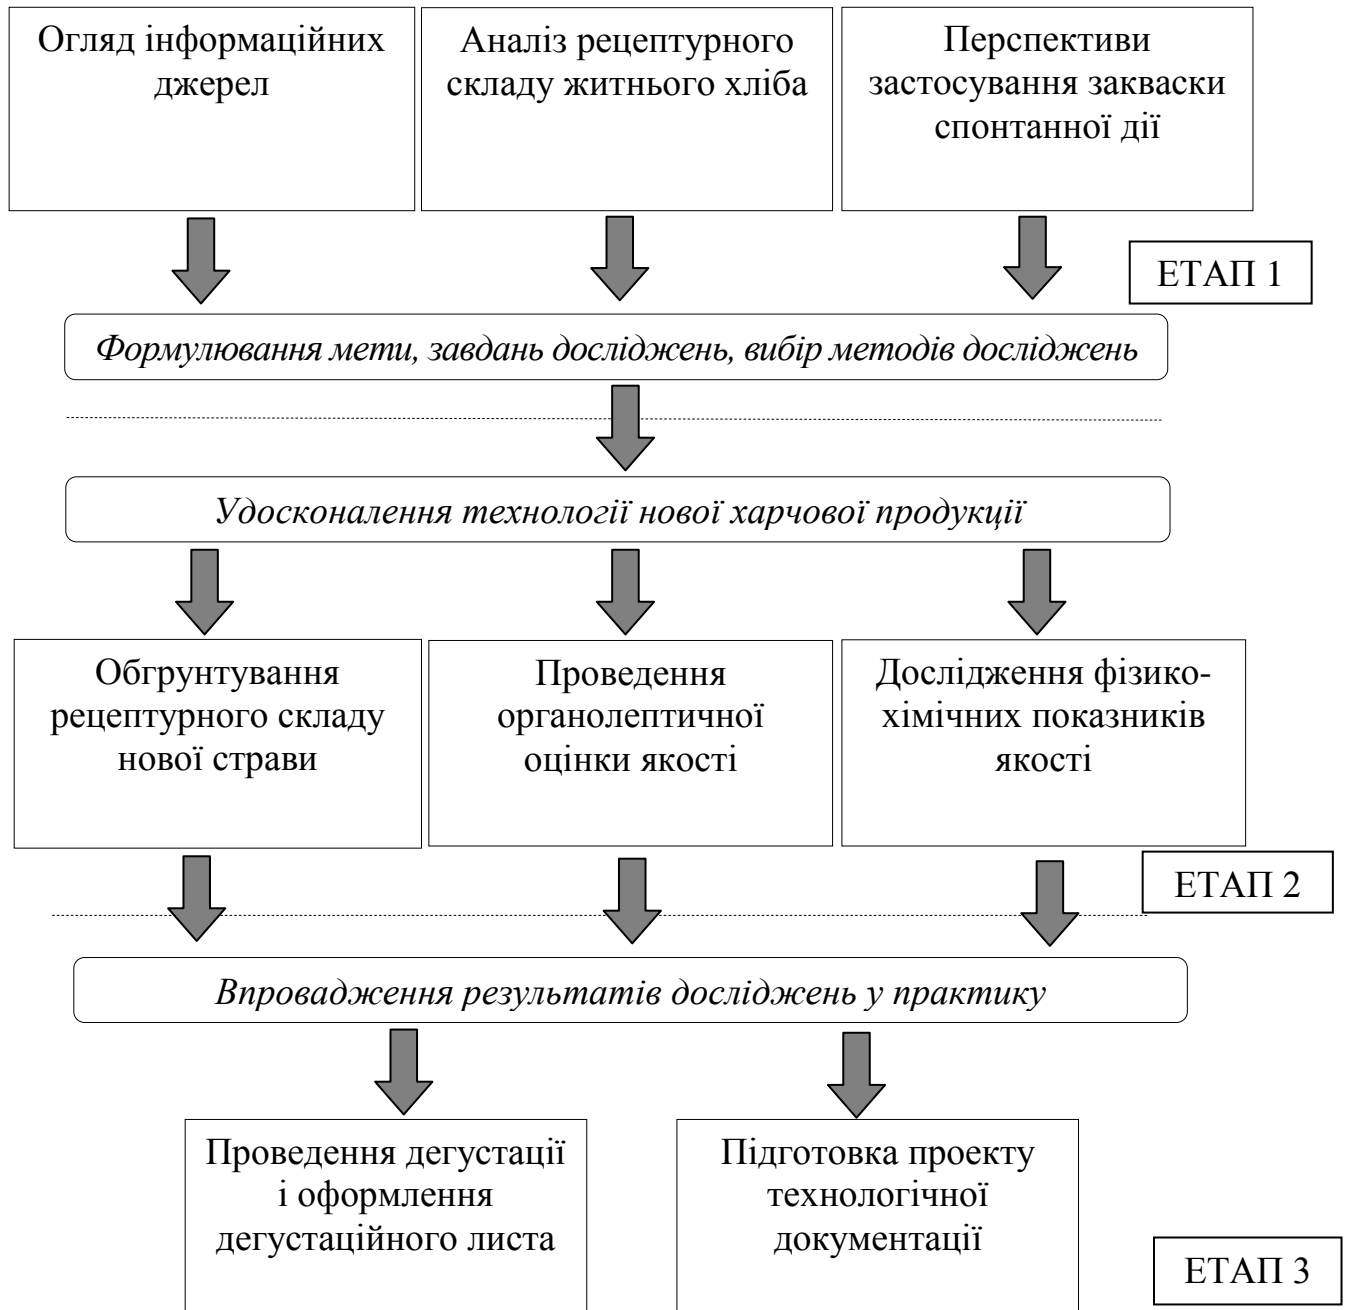 Огляд інформаційних
джерел
Аналіз рецептурного
складу житнього хліба
Перспективи
застосування закваски
спонтанної дії
ЕТАП 1
Формулювання мети, завдань досліджень, вибір методів досліджень
Удосконалення технології нової харчової продукції
Обгрунтування
рецептурного складу
нової страви
Проведення
органолептичної
оцінки якості
Дослідження фізико-
хімічних показників
якості
ЕТАП 2
Впровадження результатів досліджень у практику
Проведення дегустації
і оформлення
дегустаційного листа
Підготовка проекту
технологічної
документації
ЕТАП 3